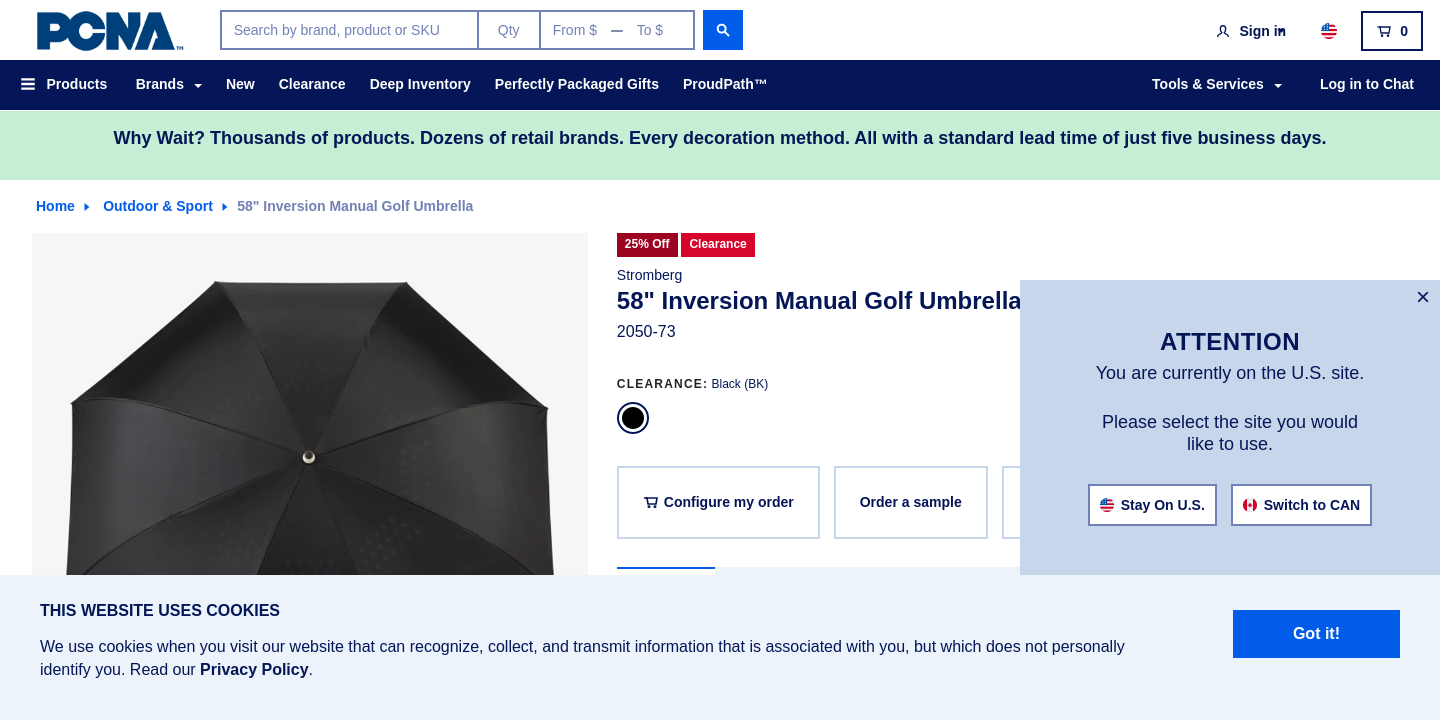 PCNA™
Search by brand, product or SKU
Qty
From $ — To $
Sign in
0
Products
Brands
New
Clearance
Deep Inventory
Perfectly Packaged Gifts
ProudPath™
Tools & Services
Log in to Chat
Why Wait? Thousands of products. Dozens of retail brands. Every decoration method. All with a standard lead time of just five business days.
Home
Outdoor & Sport
58" Inversion Manual Golf Umbrella
25% Off
Clearance
Stromberg
58" Inversion Manual Golf Umbrella
2050-73
CLEARANCE: Black (BK)
Configure my order
Order a sample
×
ATTENTION
You are currently on the U.S. site.
Please select the site you would
like to use.
Stay On U.S.
Switch to CAN
THIS WEBSITE USES COOKIES
We use cookies when you visit our website that can recognize, collect, and transmit information that is associated with you, but which does not personally
identify you. Read our Privacy Policy.
Got it!